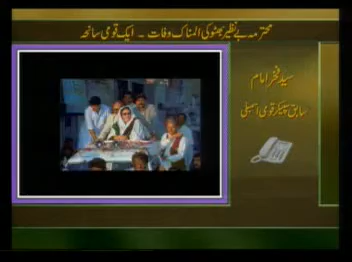 محترمہ بے نظیر بھٹو کی المناک وفات ۔ ایک قومی سانحہ
سید فخر امام
سابق سپیکر قومی اسمبلی